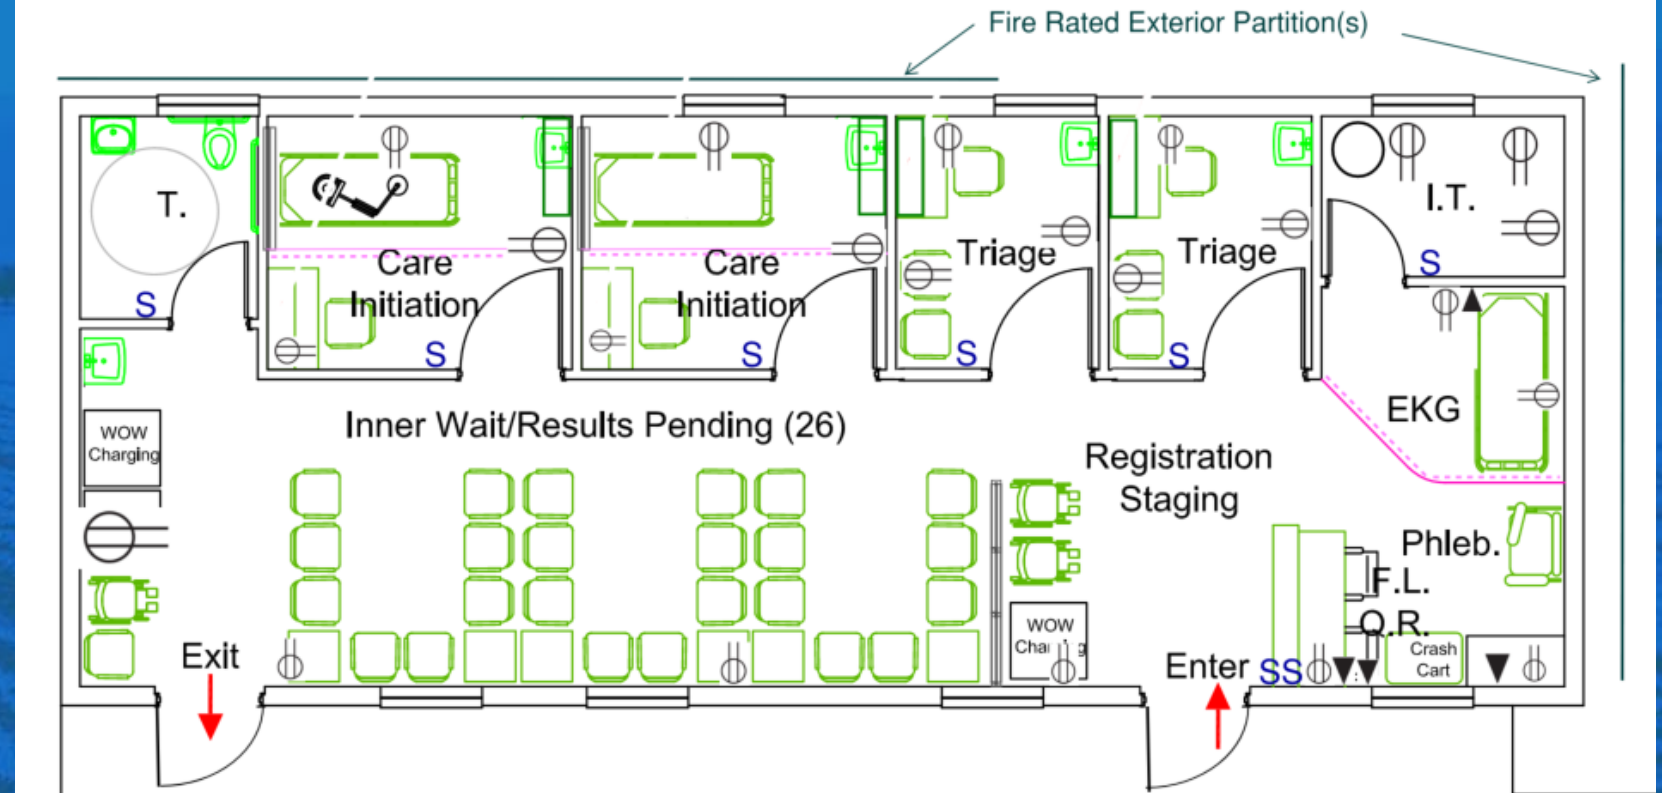 Fire Rated Exterior Partition(s)
T.
Care
Initiation
Care
Initiation
Triage
Triage
I.T.
S
S
S
S
S
S
EKG
Inner Wait/Results Pending (26)
Registration
Staging
WOW
Charging
Phleb.
F.L.
Q.R.
WOW
Charging
Crash
Cart
Exit
Enter
SS